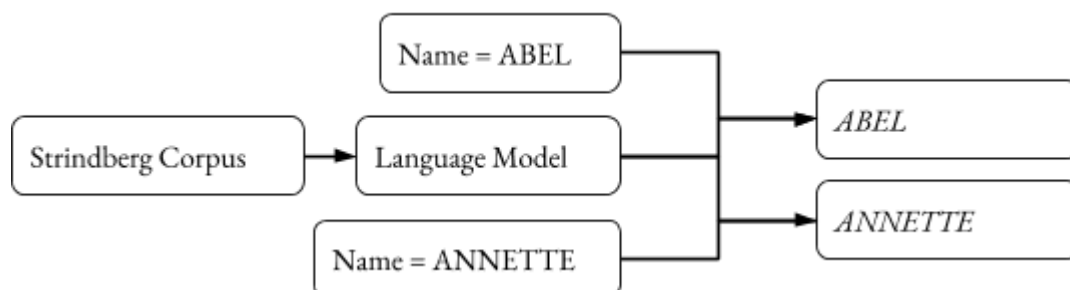 Name = ABEL
ABEL
Strindberg Corpus
Language Model
ANNETTE
Name = ANNETTE